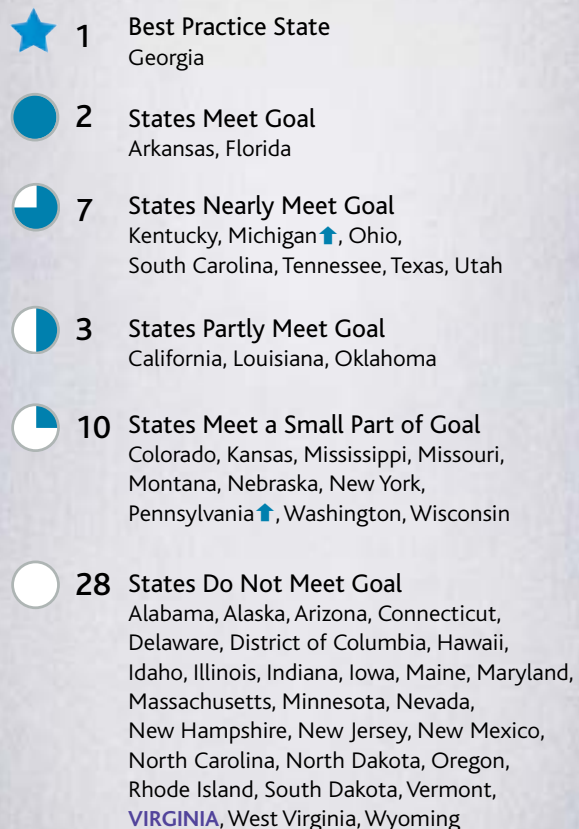 1 Best Practice State
Georgia
2 States Meet Goal
Arkansas, Florida
7 States Nearly Meet Goal
Kentucky, Michigan⬆, Ohio,
South Carolina, Tennessee, Texas, Utah
3 States Partly Meet Goal
California, Louisiana, Oklahoma
10 States Meet a Small Part of Goal
Colorado, Kansas, Mississippi, Missouri,
Montana, Nebraska, New York,
Pennsylvania⬆, Washington, Wisconsin
28 States Do Not Meet Goal
Alabama, Alaska, Arizona, Connecticut,
Delaware, District of Columbia, Hawaii,
Idaho, Illinois, Indiana, Iowa, Maine, Maryland,
Massachusetts, Minnesota, Nevada,
New Hampshire, New Jersey, New Mexico,
North Carolina, North Dakota, Oregon,
Rhode Island, South Dakota, Vermont,
VIRGINIA, West Virginia, Wyoming